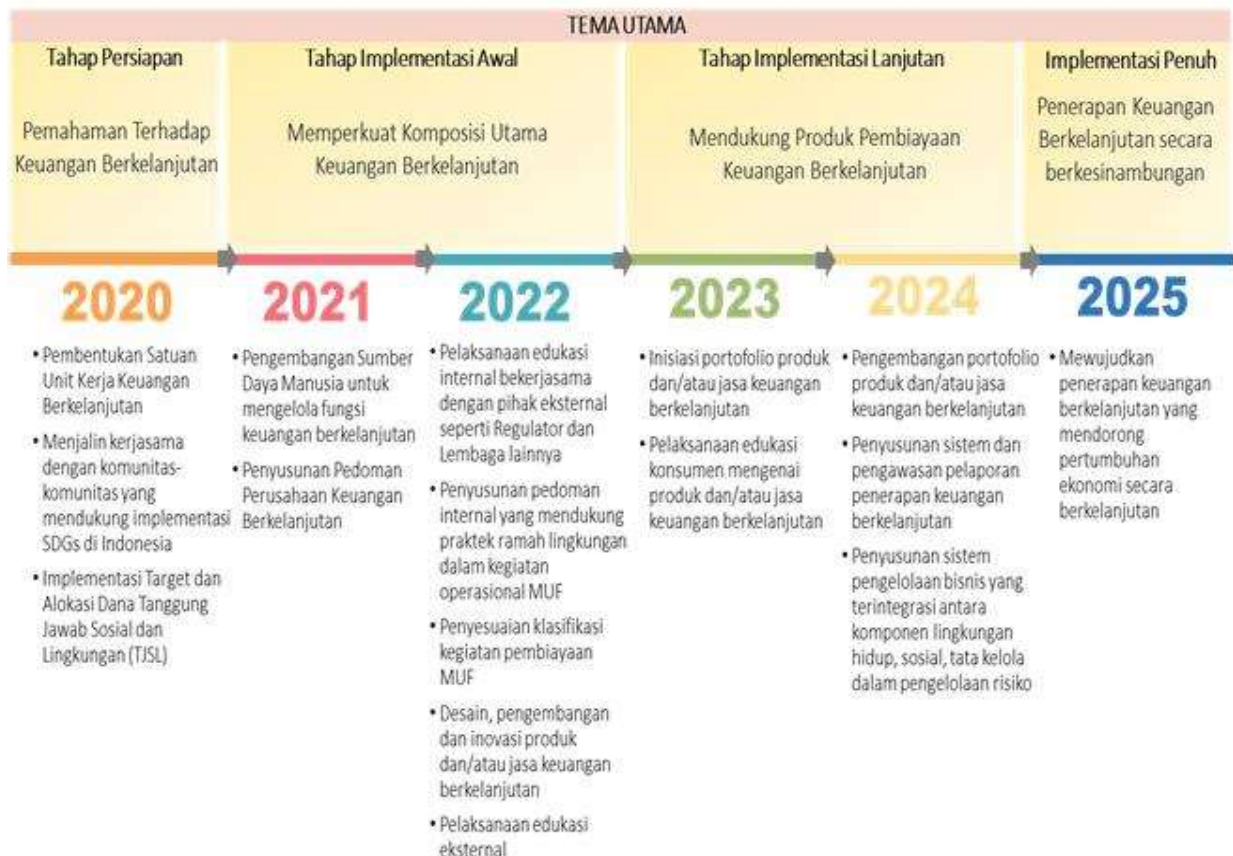 TEMA UTAMA
Tahap Persiapan
Pemahaman Terhadap
Keuangan Berkelanjutan
Tahap Implementasi Awal
Memperkuat Komposisi Utama
Keuangan Berkelanjutan
Tahap Implementasi Lanjutan
Mendukung Produk Pembiayaan
Keuangan Berkelanjutan
Implementasi Penuh
Penerapan Keuangan
Berkelanjutan secara
berkesinambungan
2020
• Pembentukan Satuan
Unit Kerja Keuangan
Berkelanjutan
• Menjalin kerjasama
dengan komunitas-
komunitas yang
mendukung implementasi
SDGs di Indonesia
• Implementasi Target dan
Alokasi Dana Tanggung
Jawab Sosial dan
Lingkungan (TJSL)
2021
• Pengembangan Sumber
Daya Manusia untuk
mengelola fungsi
keuangan berkelanjutan
• Penyusunan Pedoman
Perusahaan Keuangan
Berkelanjutan
2022
• Pelaksanaan edukasi
internal bekerjasama
dengan pihak eksternal
seperti Regulator dan
Lembaga lainnya
• Penyusunan pedoman
internal yang mendukung
praktek ramah lingkungan
dalam kegiatan
operasional MUF
• Penyesuaian klasifikasi
kegiatan pembiayaan
MUF
• Desain, pengembangan
dan inovasi produk
dan/atau jasa keuangan
berkelanjutan
• Pelaksanaan edukasi
eksternal
2023
• Inisiasi portofolio produk
dan/atau jasa keuangan
berkelanjutan
• Pelaksanaan edukasi
konsumen mengenai
produk dan/atau jasa
keuangan berkelanjutan
2024
• Pengembangan portofolio
produk dan/atau jasa
keuangan berkelanjutan
• Penyusunan sistem dan
pengawasan pelaporan
penerapan keuangan
berkelanjutan
• Penyusunan sistem
pengelolaan bisnis yang
terintegrasi antara
komponen lingkungan
hidup, sosial, tata kelola
dalam pengelolaan risiko
2025
• Mewujudkan
penerapan keuangan
berkelanjutan yang
mendorong
pertumbuhan
ekonomi secara
berkelanjutan